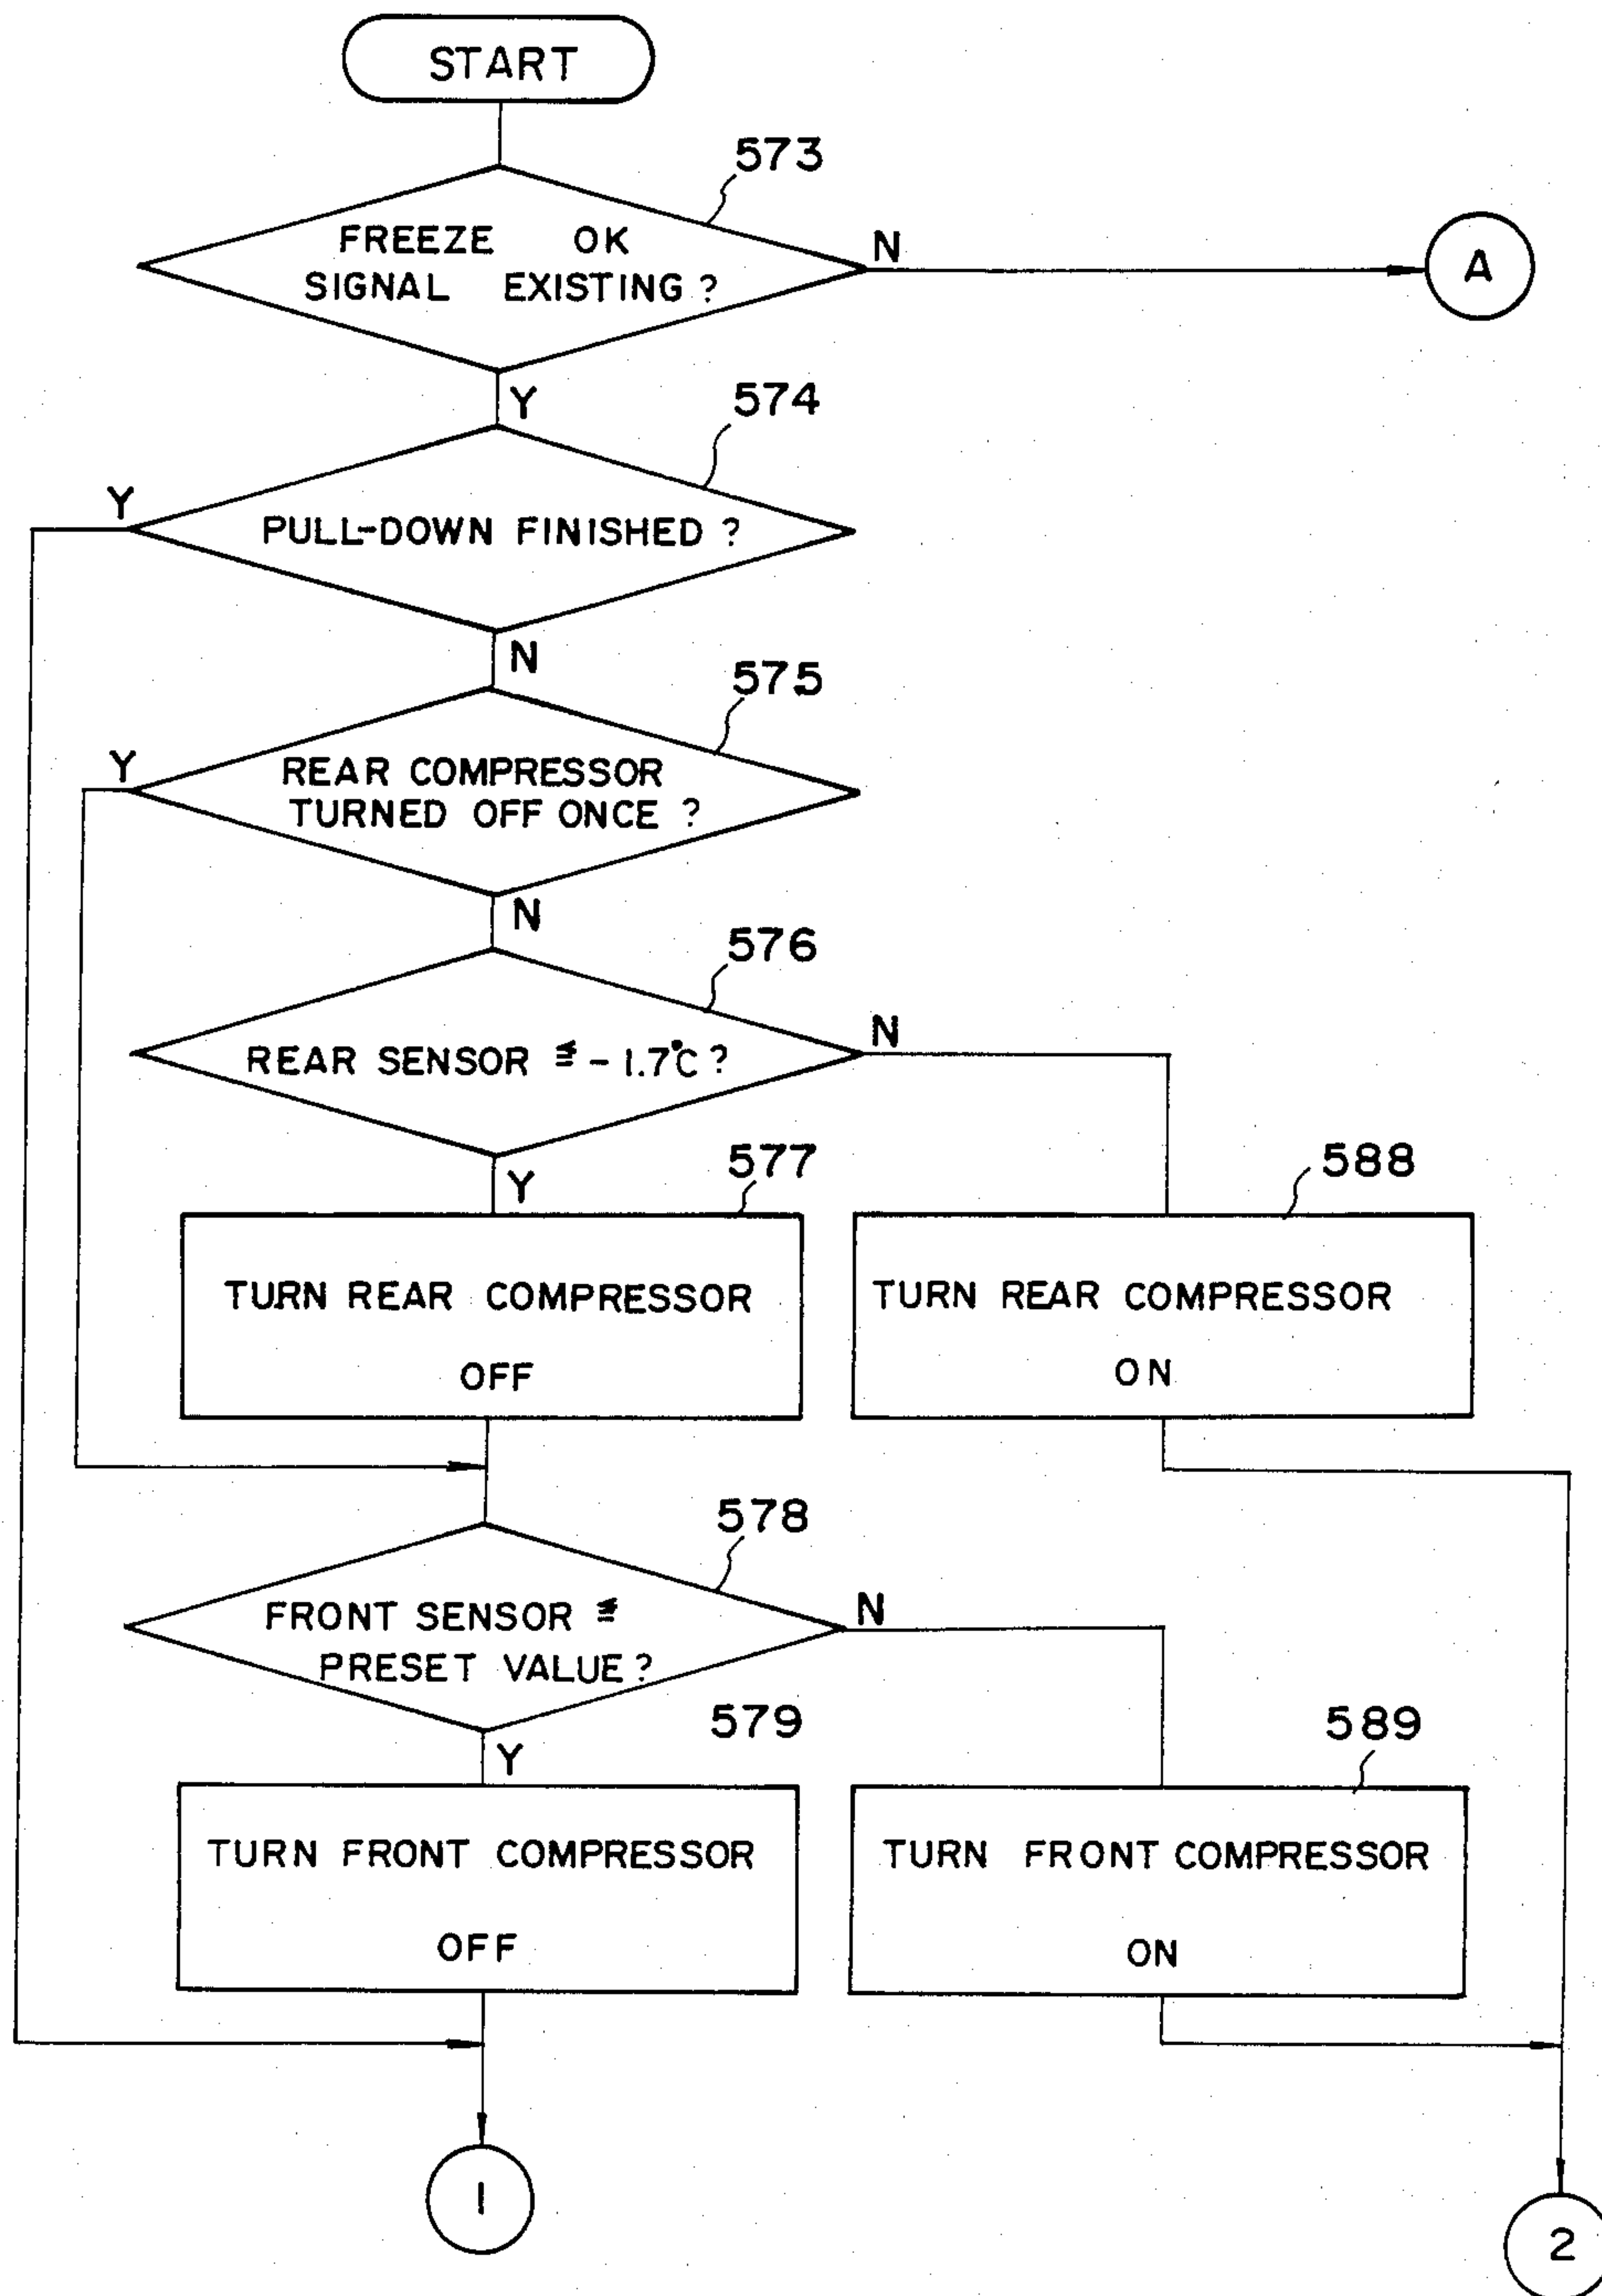 START
573
FREEZE OK
SIGNAL EXISTING ?
N
A
Y
574
Y
PULL-DOWN FINISHED ?
N
575
Y
REAR COMPRESSOR
TURNED OFF ONCE ?
N
576
N
REAR SENSOR ≦ - 1.7°C ?
577
588
Y
TURN REAR COMPRESSOR
OFF
TURN REAR COMPRESSOR
ON
578
N
FRONT SENSOR ≦
PRESET VALUE ?
579
589
Y
TURN FRONT COMPRESSOR
OFF
TURN FRONT COMPRESSOR
ON
1
2